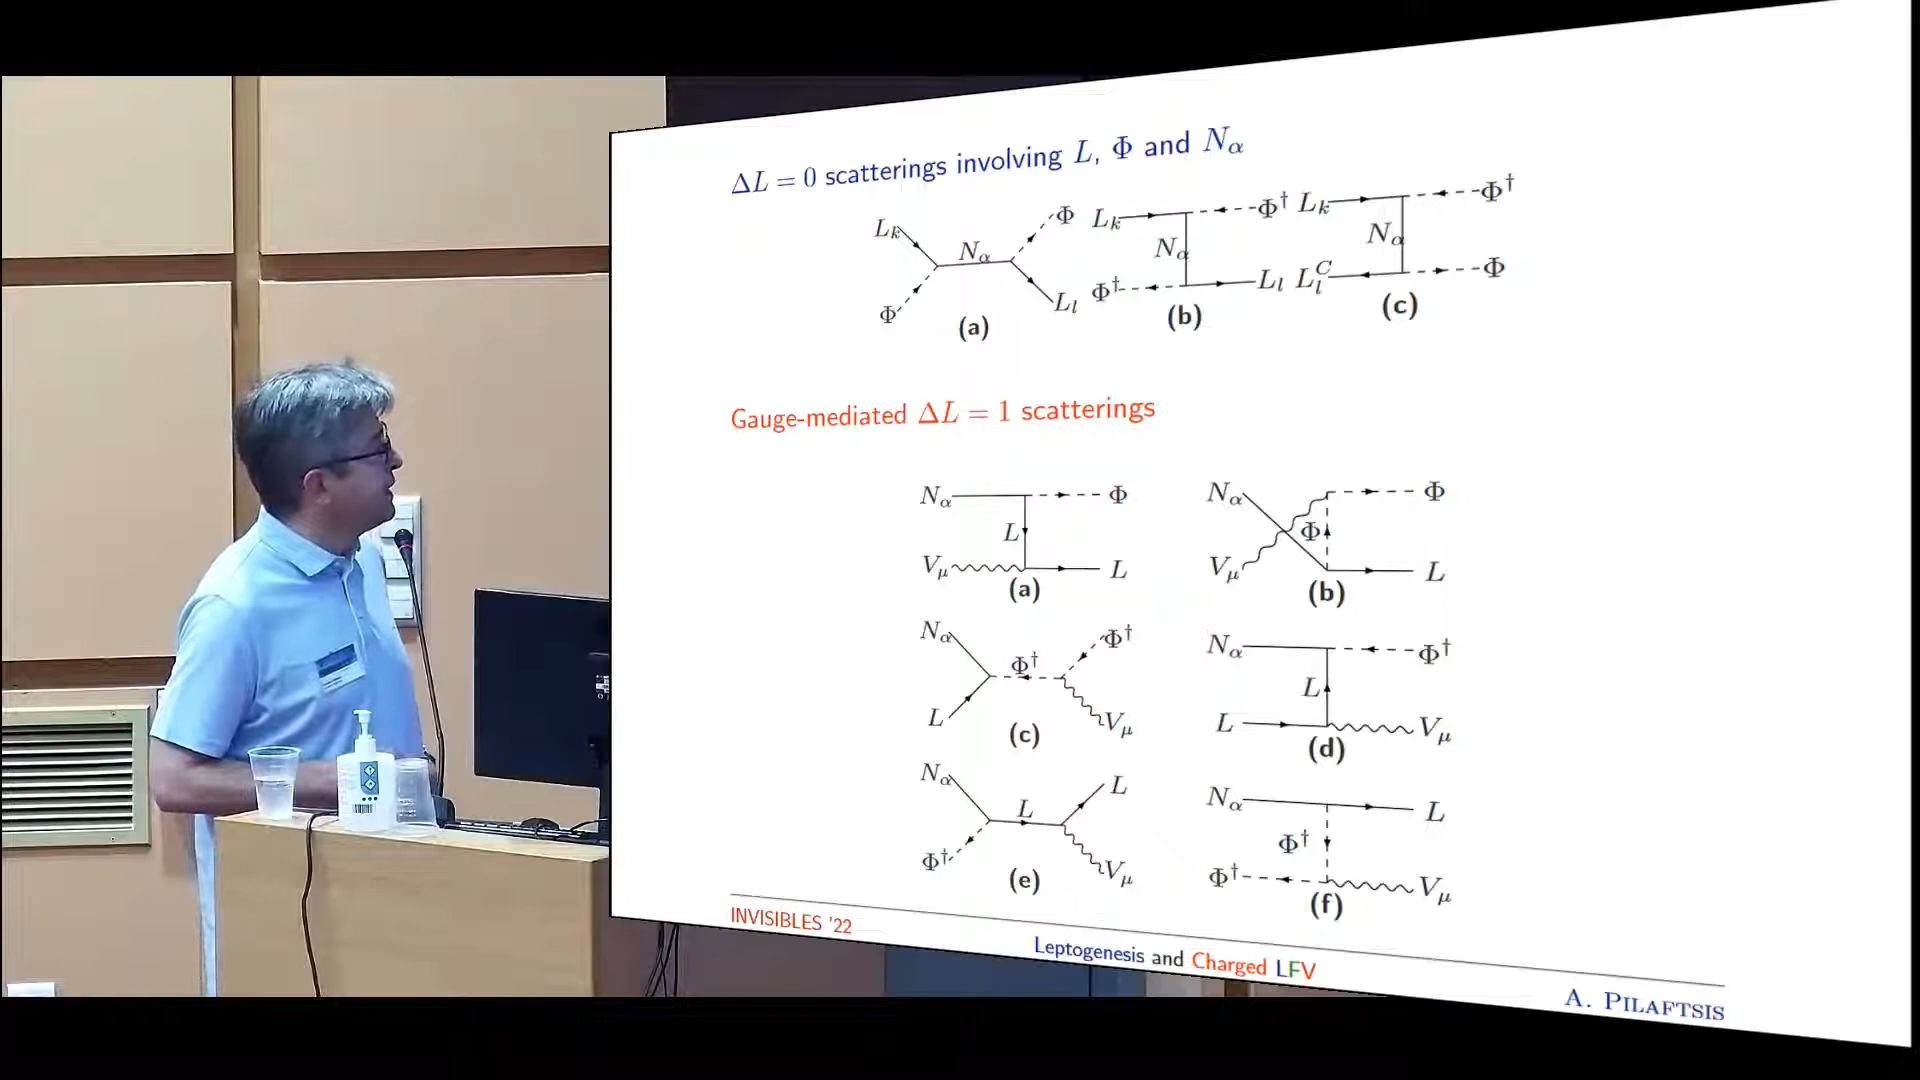 ΔL = 0 scatterings involving L, Φ and Nα
Lk Φ Nα Φ Ll (a)
Lk Φ† Nα Φ† Ll (b)
Lk Φ† Nα LlC Φ (c)
Gauge-mediated ΔL = 1 scatterings
Nα Φ L Vμ L (a)
Nα Φ Φ Vμ L (b)
Nα Φ† Φ† L Vμ (c)
Nα Φ† L L Vμ (d)
Nα L L Φ† Vμ (e)
Nα L Φ† Φ† Vμ (f)
INVISIBLES '22
Leptogenesis and Charged LFV
A. PILAFTSIS